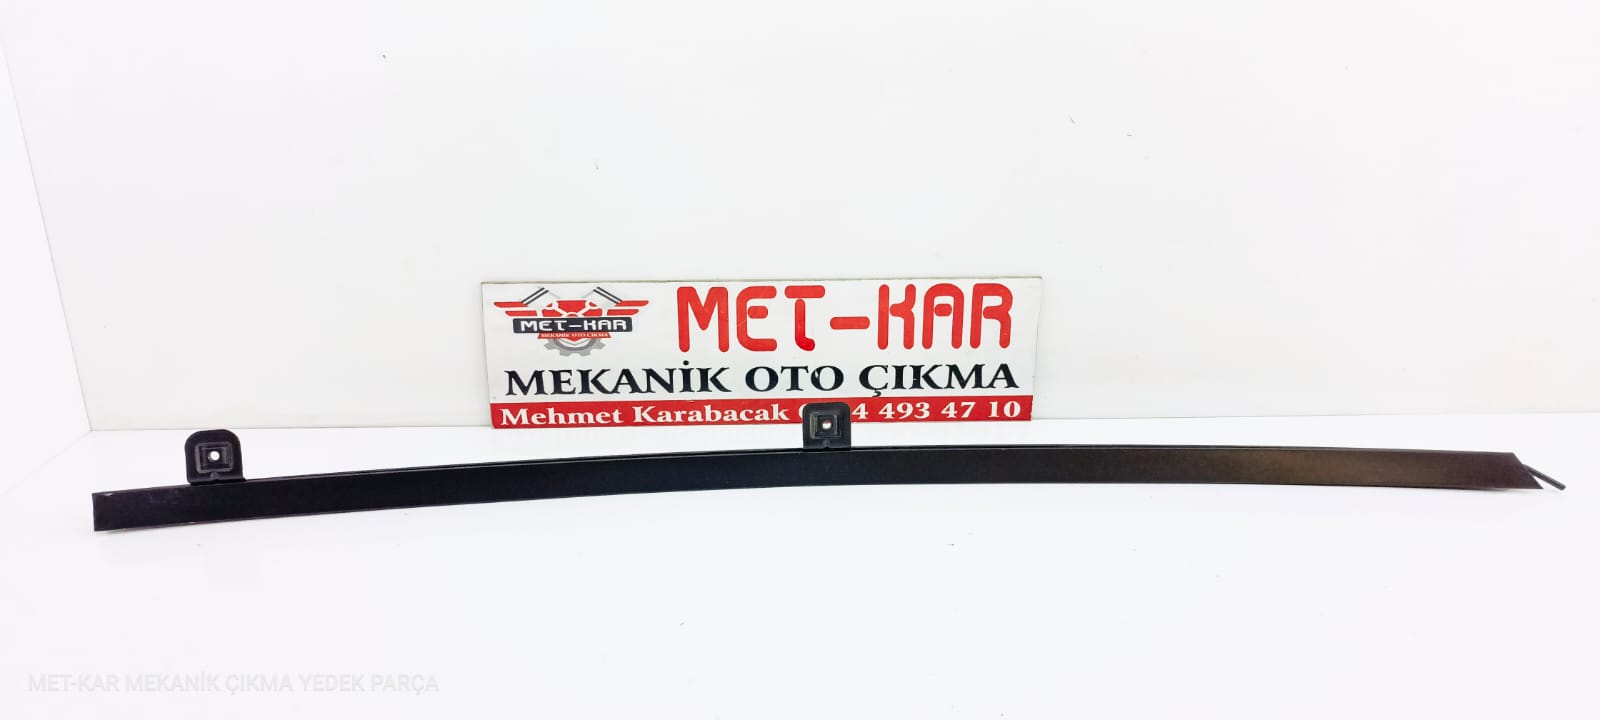 MET-KAR
MET-KAR
MEKANİK OTO ÇIKMA
MEKANİK OTO ÇIKMA
Mehmet Karabacak 4 493 47 10
MET-KAR MEKANİK ÇIKMA YEDEK PARÇA